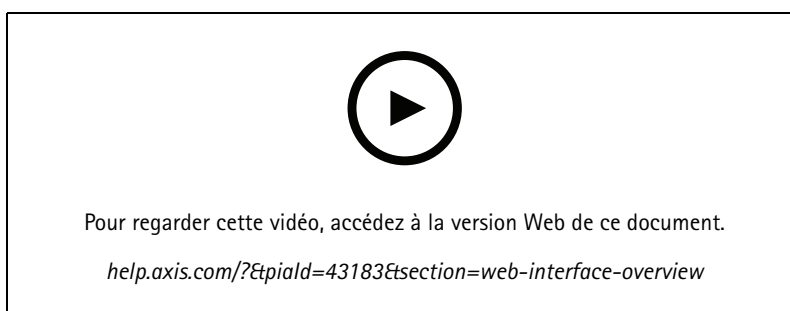 Pour regarder cette vidéo, accédez à la version Web de ce document.
help.axis.com/?&piaId=43183&section=web-interface-overview